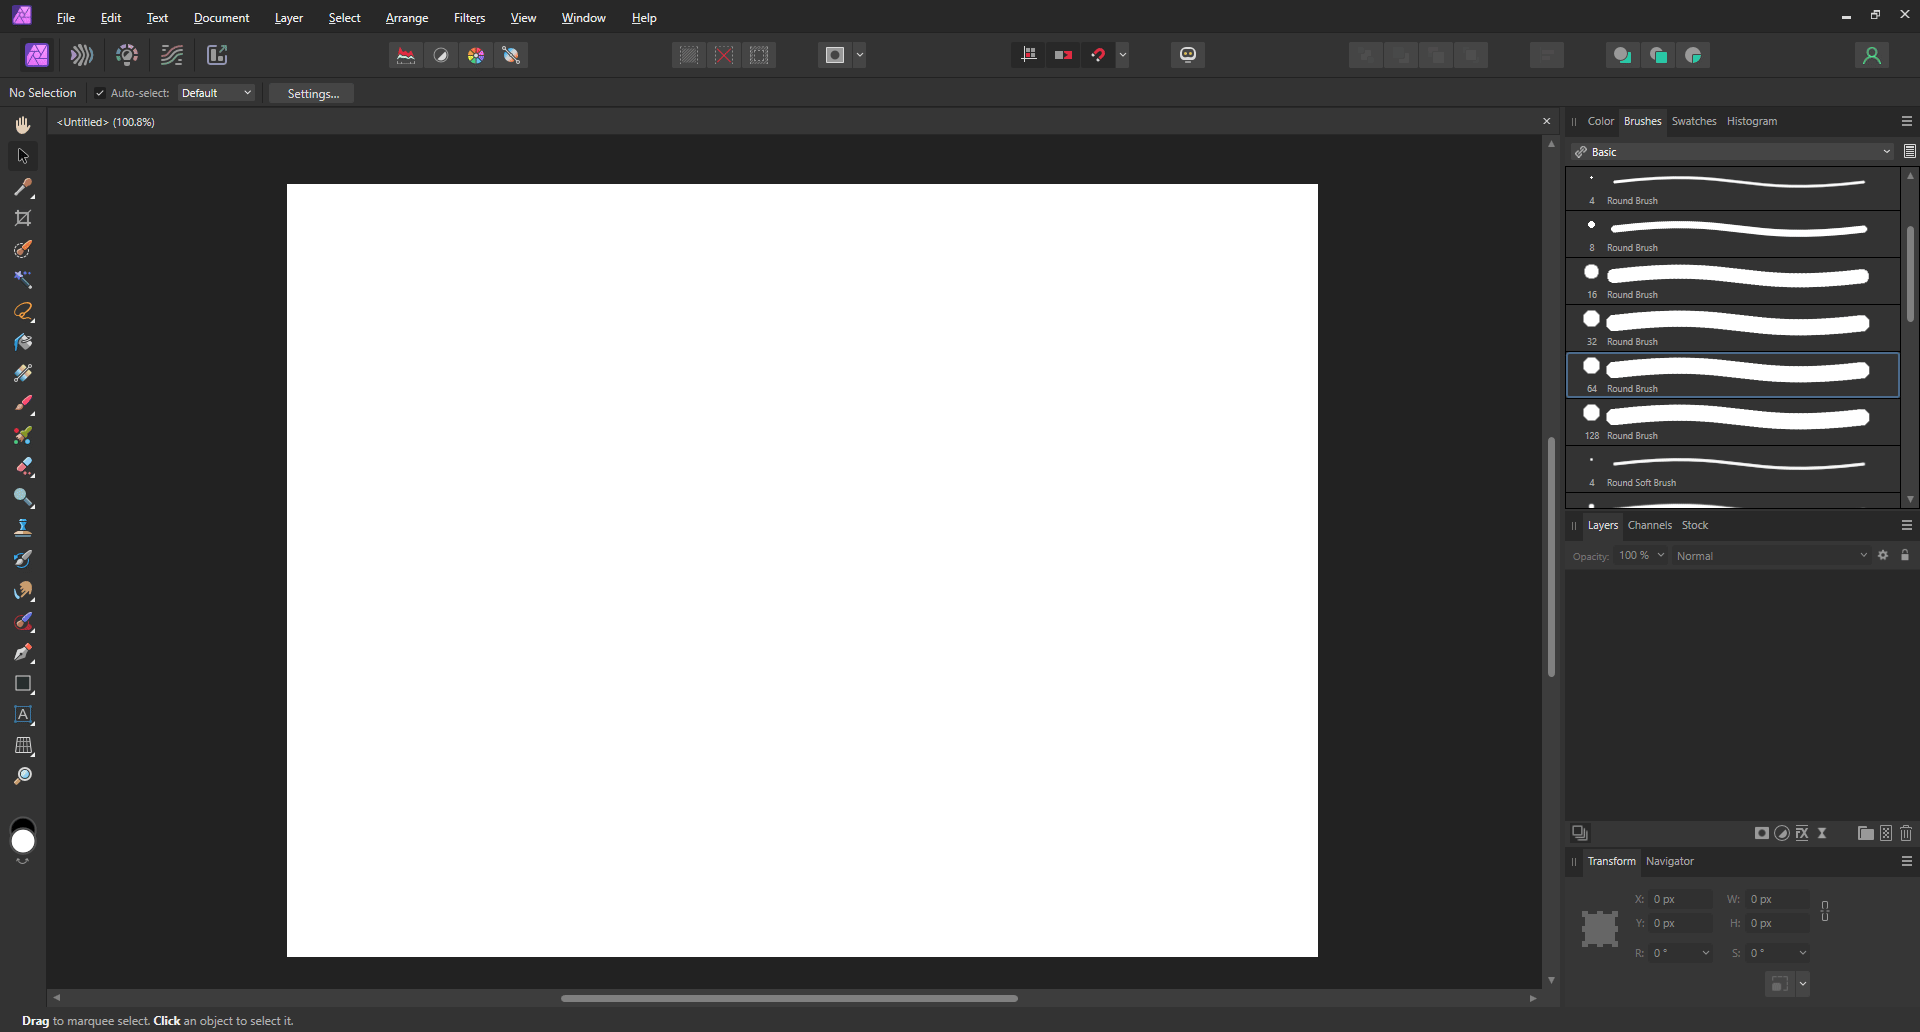 File Edit Text Document Layer Select Arrange Filters View Window Help
No Selection Auto-select: Default Settings...
<Untitled> (100.8%)
Color Brushes Swatches Histogram
Basic
4 Round Brush
8 Round Brush
16 Round Brush
32 Round Brush
64 Round Brush
128 Round Brush
4 Round Soft Brush
Layers Channels Stock
Opacity: 100 % Normal
Transform Navigator
X: 0 px W: 0 px
Y: 0 px H: 0 px
R: 0 ° S: 0 °
Drag to marquee select. Click an object to select it.